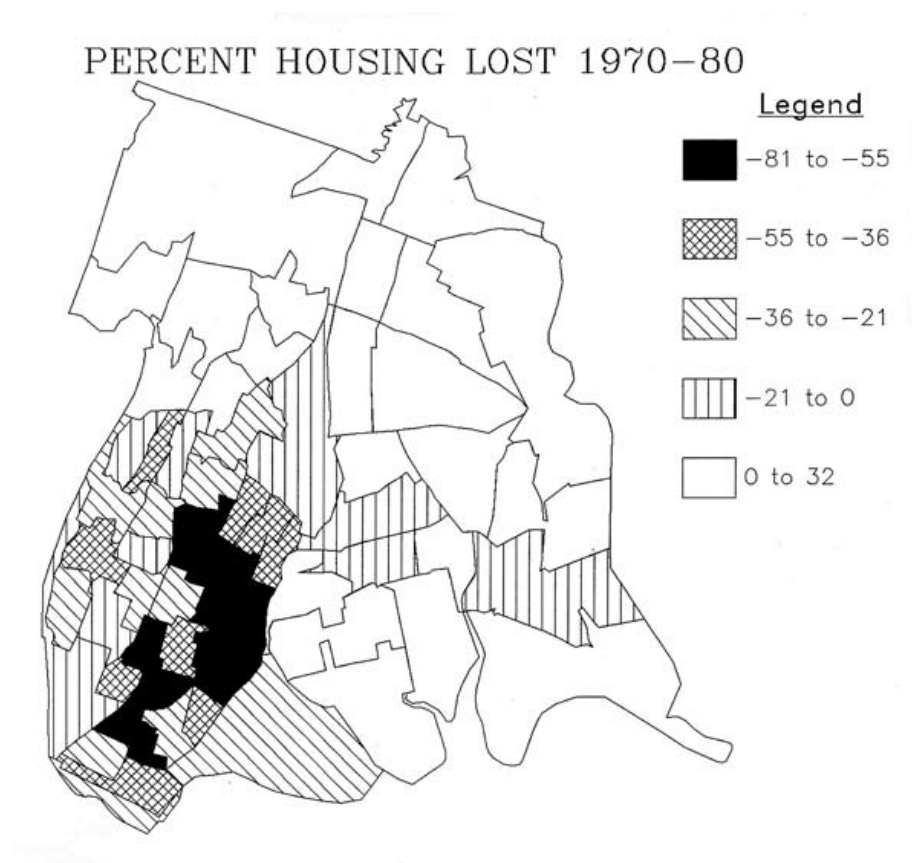 PERCENT HOUSING LOST 1970-80
Legend
-81 to -55
-55 to -36
-36 to -21
-21 to 0
0 to 32